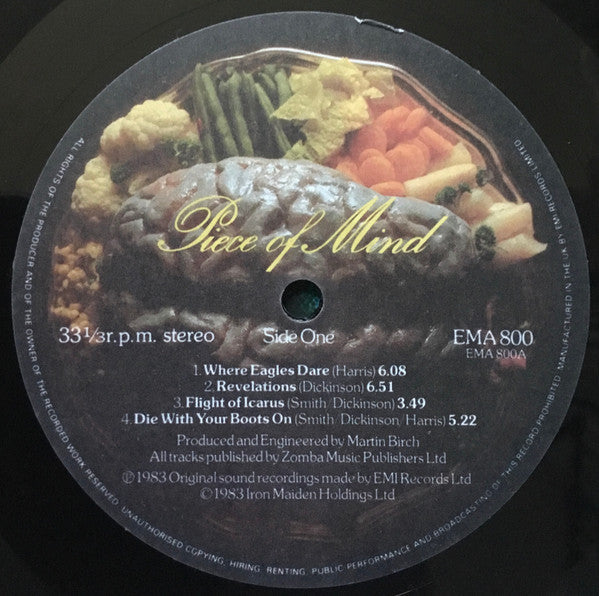 Piece of Mind
33 1/3 r.p.m. stereo
Side One
EMA 800
EMA 800A
1. Where Eagles Dare (Harris) 6.08
2. Revelations (Dickinson) 6.51
3. Flight of Icarus (Smith/Dickinson) 3.49
4. Die With Your Boots On (Smith/Dickinson/Harris) 5.22
Produced and Engineered by Martin Birch
All tracks published by Zomba Music Publishers Ltd
℗1983 Original sound recordings made by EMI Records Ltd
©1983 Iron Maiden Holdings Ltd
ALL RIGHTS OF THE PRODUCER AND OF THE OWNER OF THE RECORDED WORK RESERVED. UNAUTHORISED COPYING, HIRING, RENTING, PUBLIC PERFORMANCE AND BROADCASTING OF THIS RECORD PROHIBITED. MANUFACTURED IN THE UK BY EMI RECORDS LIMITED